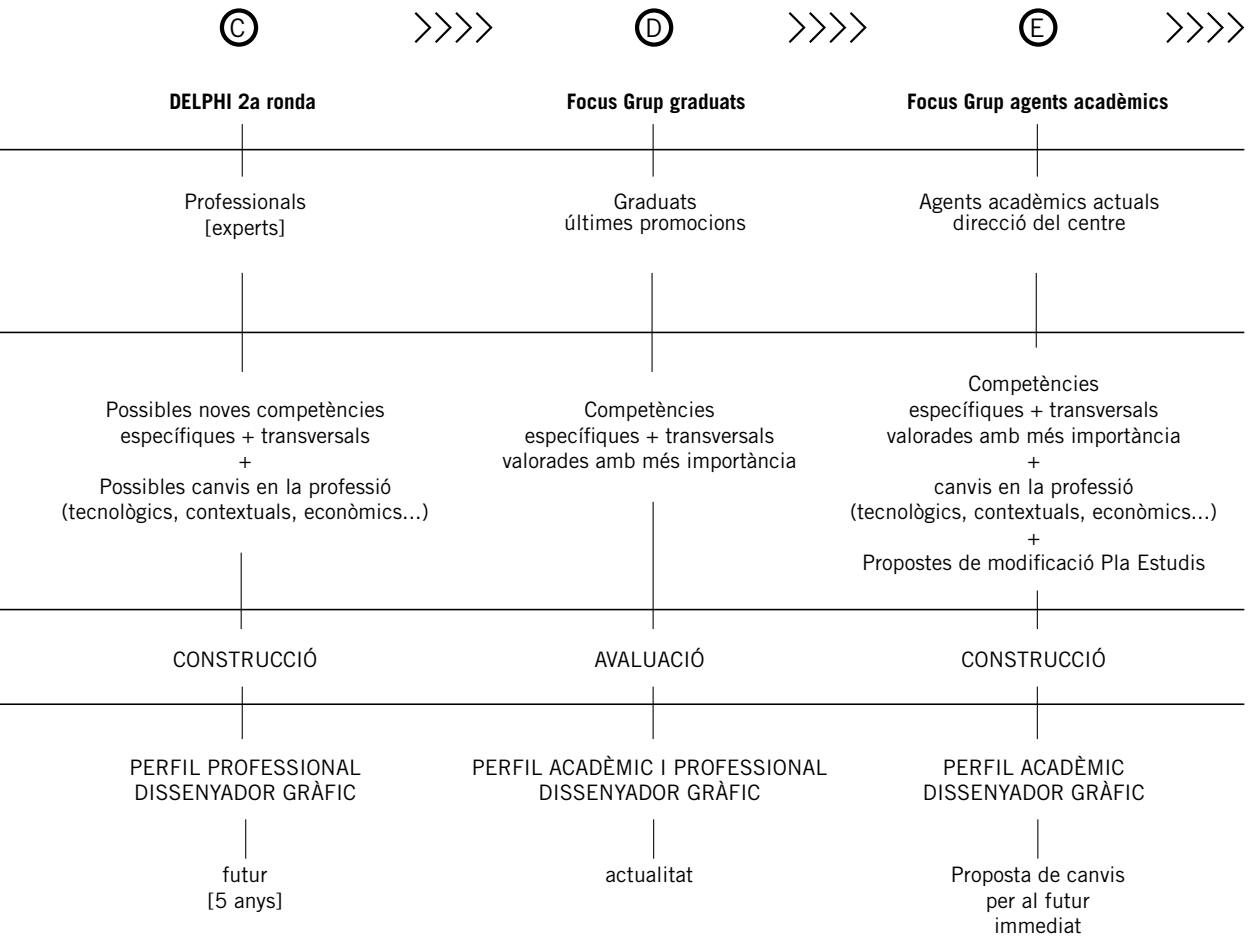 C >>>> D >>>> E >>>>
DELPHI 2a ronda
Focus Grup graduats
Focus Grup agents acadèmics
Professionals
[experts]
Graduats
últimes promocions
Agents acadèmics actuals
direcció del centre
Possibles noves competències
específiques + transversals
+
Possibles canvis en la professió
(tecnològics, contextuals, econòmics...)
Competències
específiques + transversals
valorades amb més importància
Competències
específiques + transversals
valorades amb més importància
+
canvis en la professió
(tecnològics, contextuals, econòmics...)
+
Propostes de modificació Pla Estudis
CONSTRUCCIÓ
AVALUACIÓ
CONSTRUCCIÓ
PERFIL PROFESSIONAL
DISSENYADOR GRÀFIC
PERFIL ACADÈMIC I PROFESSIONAL
DISSENYADOR GRÀFIC
PERFIL ACADÈMIC
DISSENYADOR GRÀFIC
futur
[5 anys]
actualitat
Proposta de canvis
per al futur
immediat